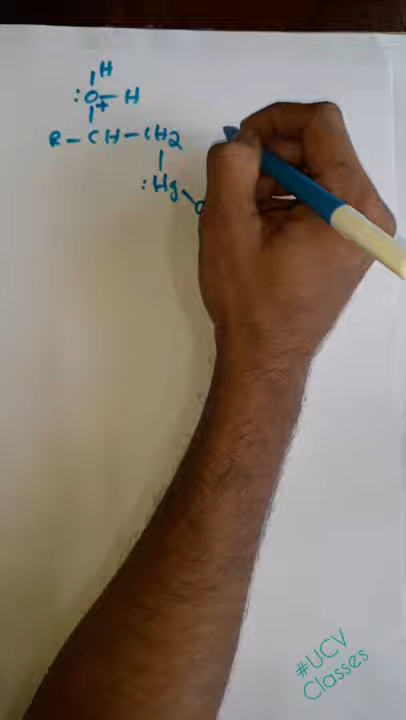 H
:O+—H
R—CH—CH2
:Hg
#UCV
Classes